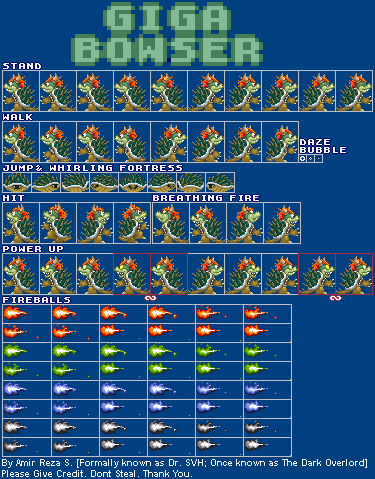 GIGA
BOWSER
STAND
WALK
DAZE
BUBBLE
JUMP& WHIRLING FORTRESS
HIT
BREATHING FIRE
POWER UP
FIREBALLS
By Amir Reza S. [Formally known as Dr. SVH; Once known as The Dark Overlord]
Please Give Credit. Dont Steal. Thank You.